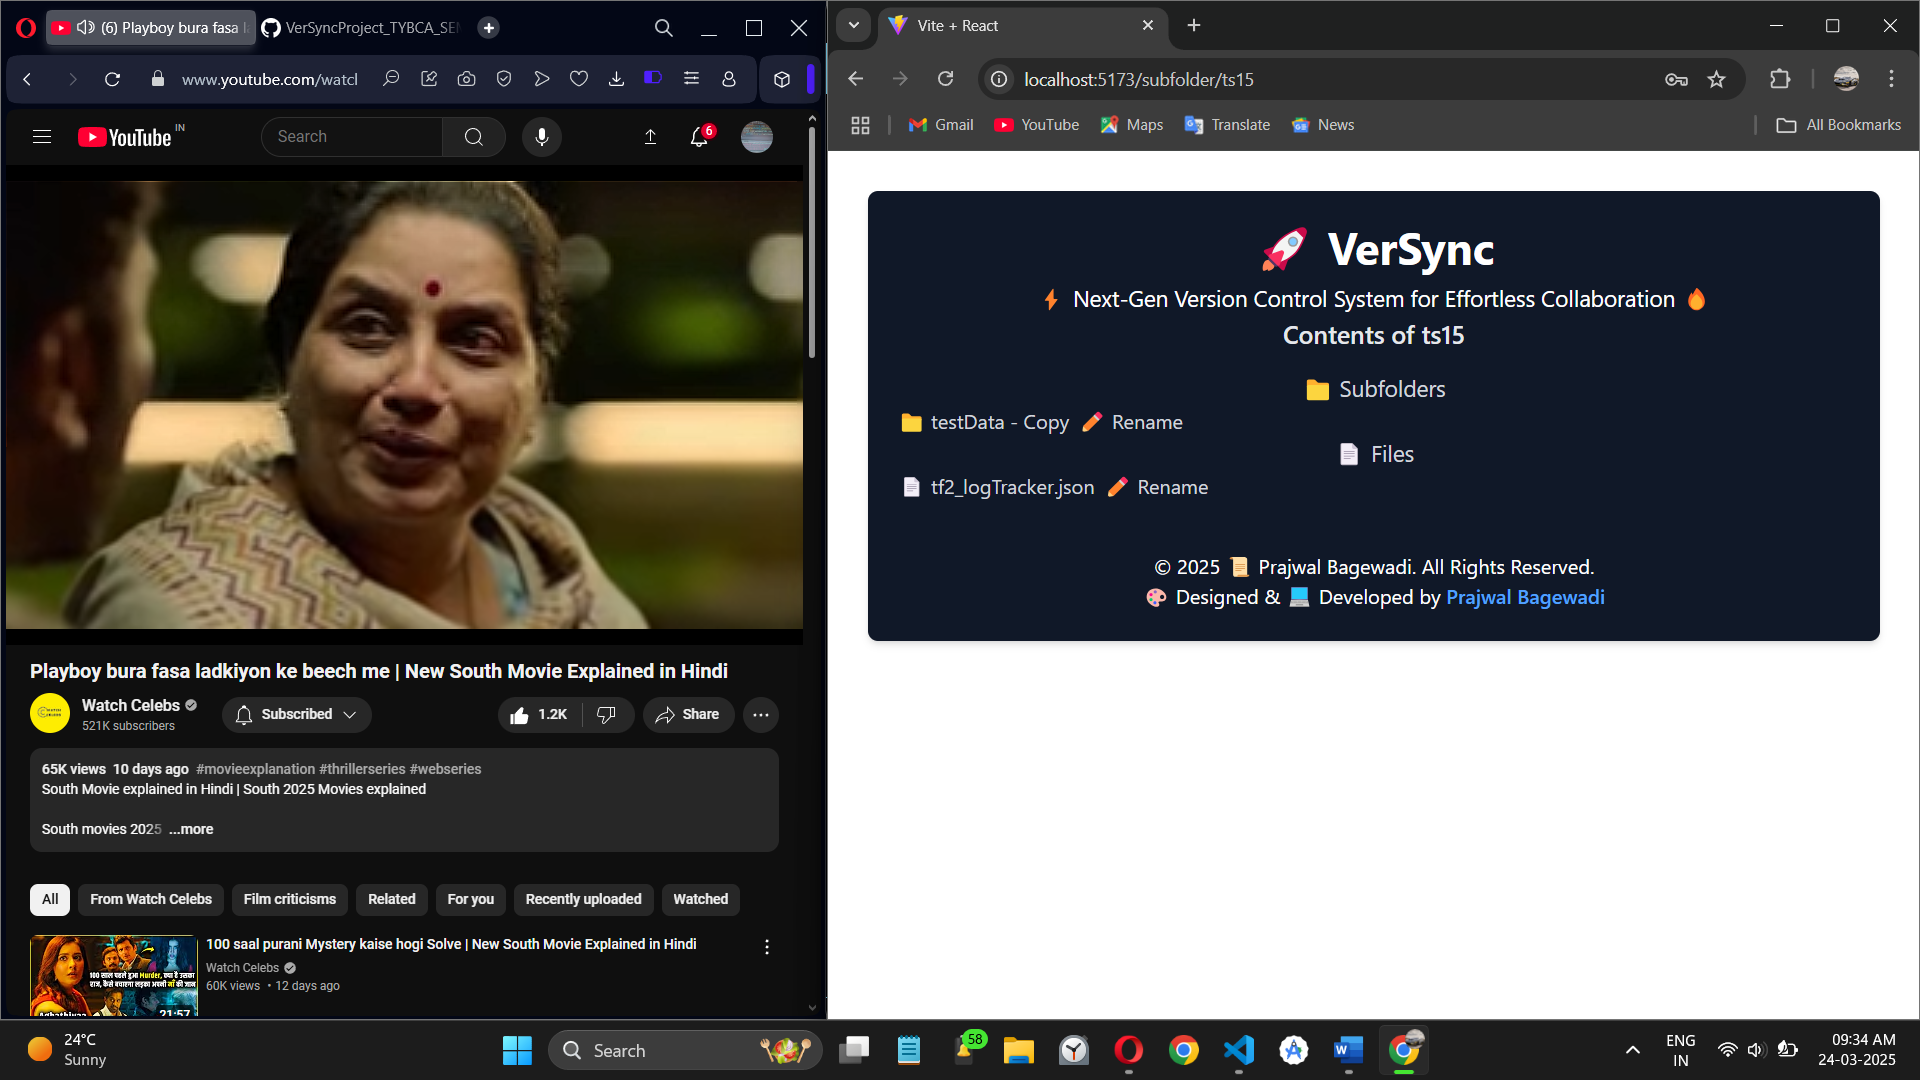 (6) Playboy bura fasa l
VerSyncProject_TYBCA_SEM
www.youtube.com/watcl
YouTube IN
Search
6
Playboy bura fasa ladkiyon ke beech me | New South Movie Explained in Hindi
Watch Celebs
521K subscribers
Subscribed
1.2K
Share
65K views 10 days ago #movieexplanation #thrillerseries #webseries
South Movie explained in Hindi | South 2025 Movies explained
South movies 2025 ...more
All
From Watch Celebs
Film criticisms
Related
For you
Recently uploaded
Watched
100 saal purani Mystery kaise hogi Solve | New South Movie Explained in Hindi
Watch Celebs
60K views • 12 days ago
21:57
Vite + React
localhost:5173/subfolder/ts15
Gmail
YouTube
Maps
Translate
News
All Bookmarks
🚀 VerSync
⚡ Next-Gen Version Control System for Effortless Collaboration 🔥
Contents of ts15
📁 Subfolders
📁 testData - Copy ✏️ Rename
📄 Files
📄 tf2_logTracker.json ✏️ Rename
© 2025 📜 Prajwal Bagewadi. All Rights Reserved.
🎨 Designed & 💻 Developed by Prajwal Bagewadi
24°C
Sunny
Search
58
ENG
IN
09:34 AM
24-03-2025